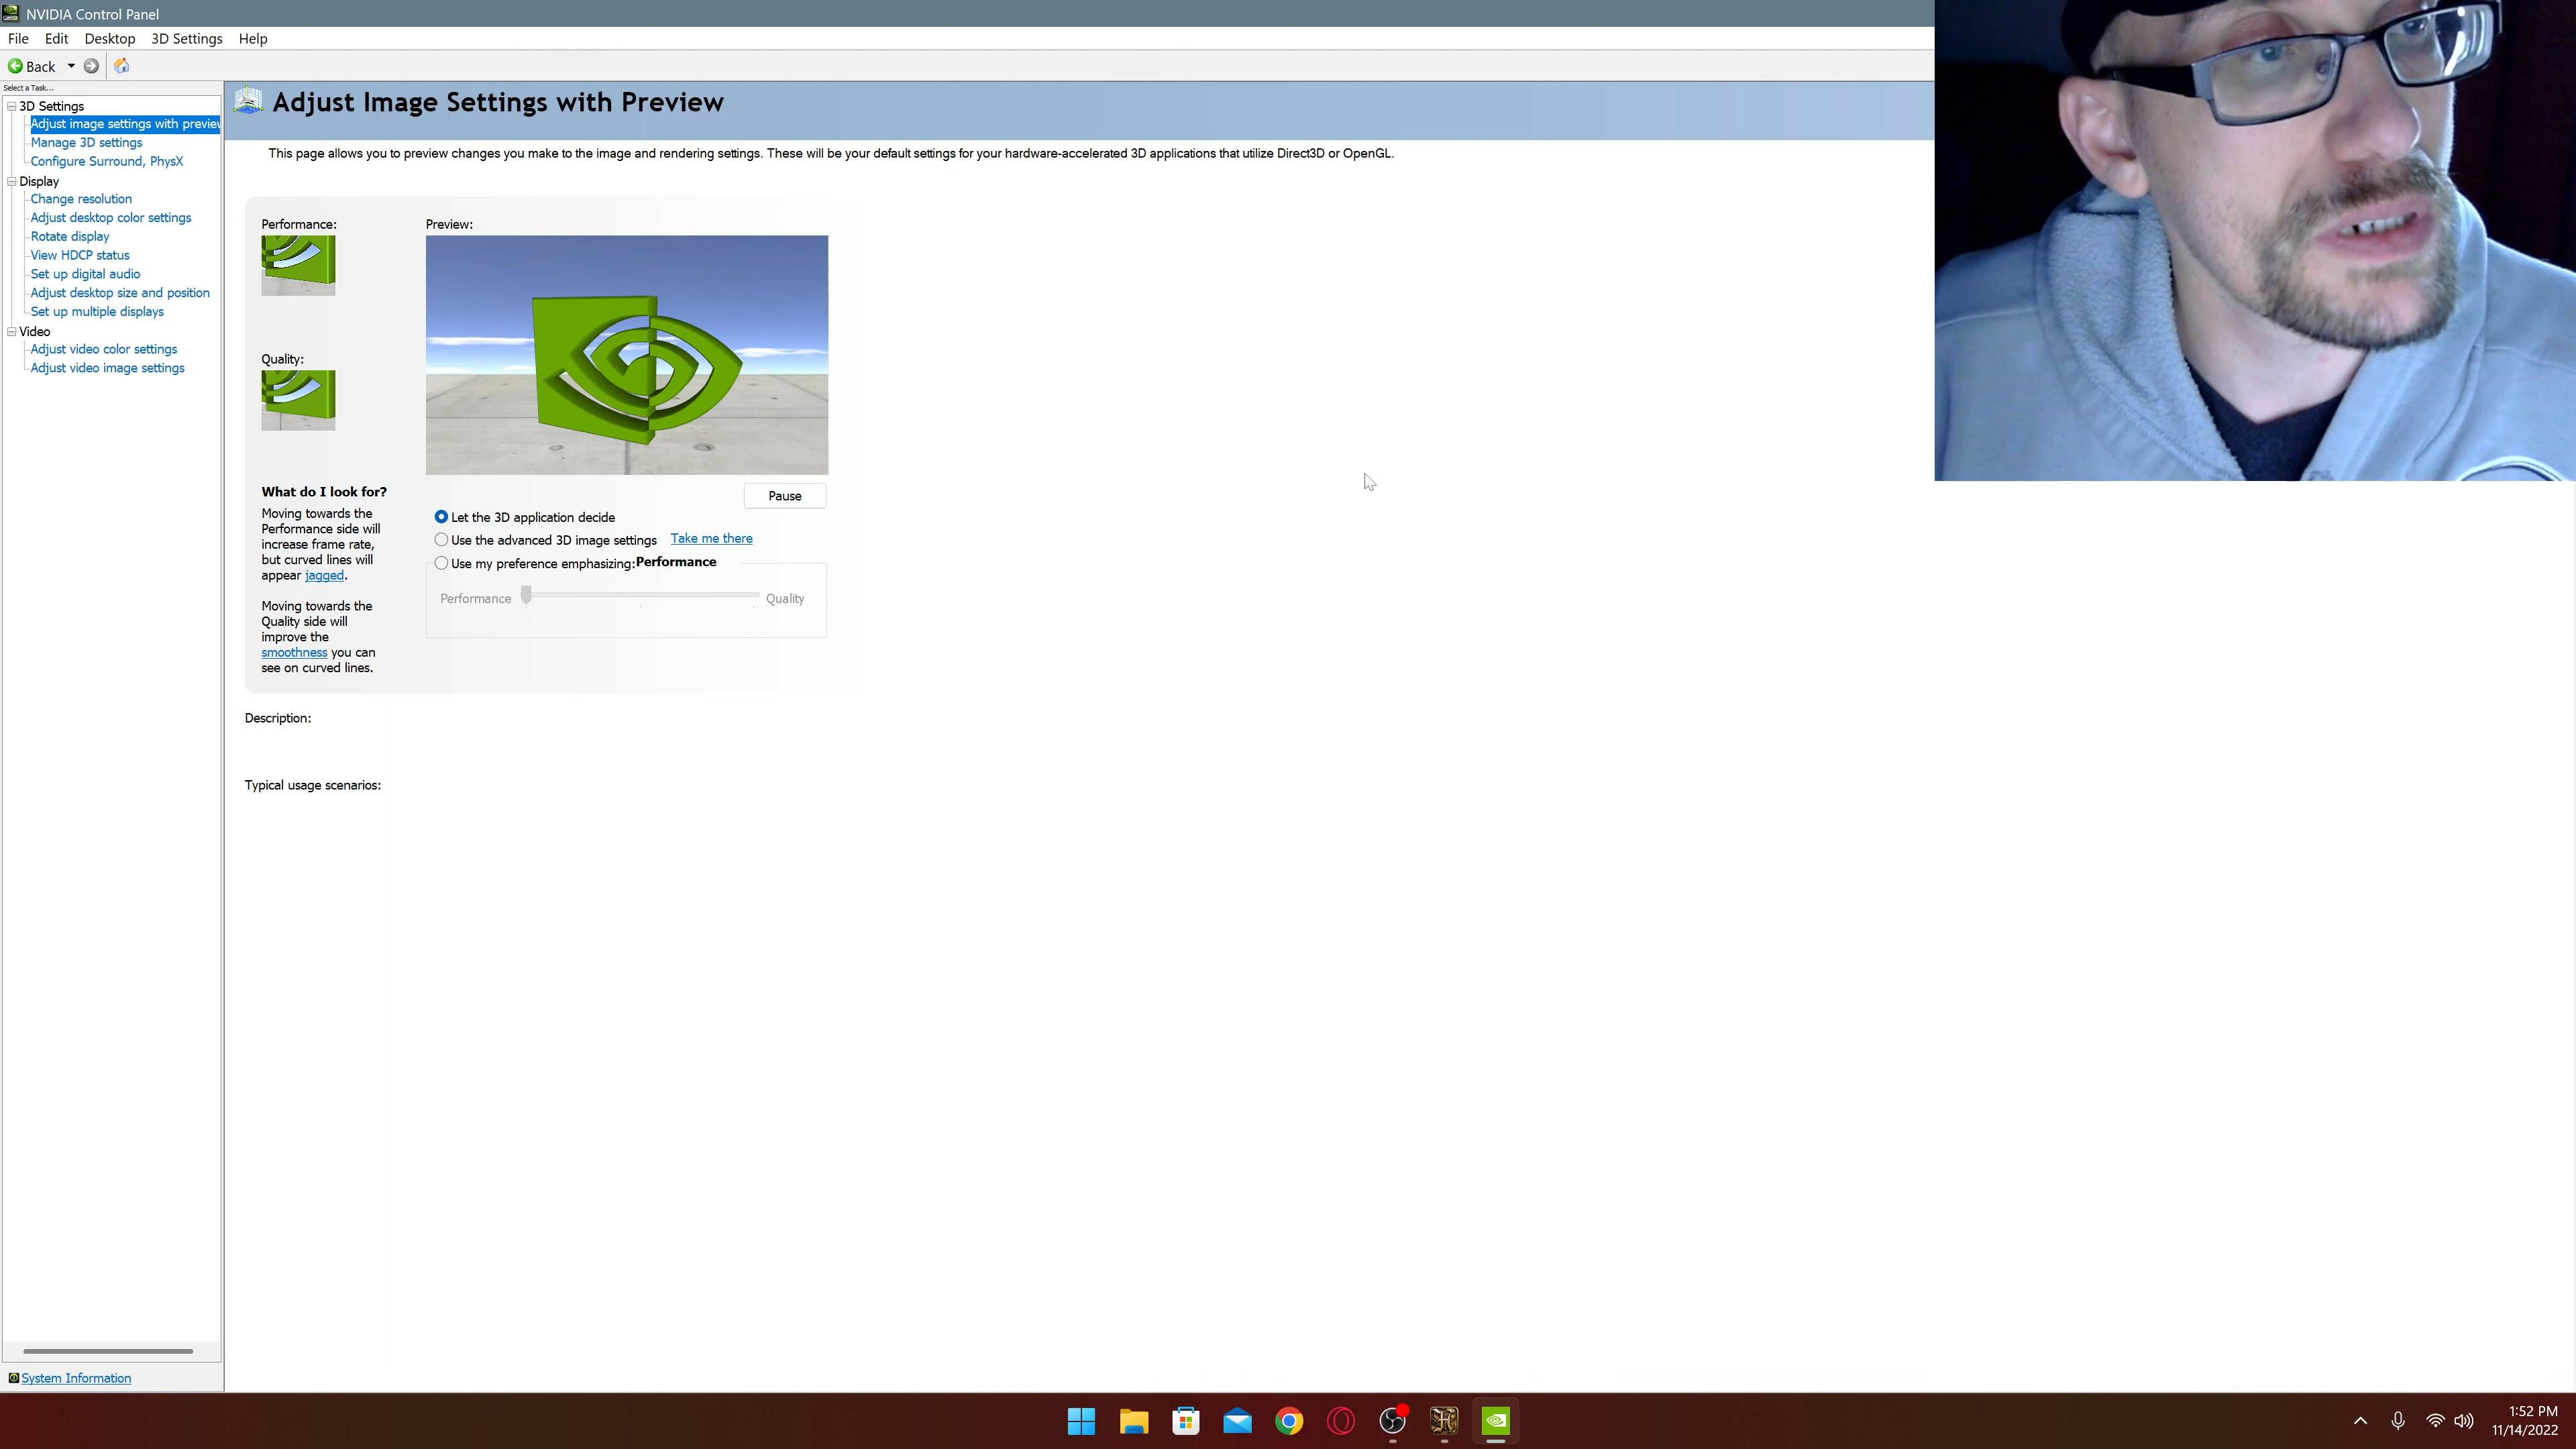 NVIDIA Control Panel
File Edit Desktop 3D Settings Help
Back
Select a Task...
3D Settings
Adjust image settings with preview
Manage 3D settings
Configure Surround, PhysX
Display
Change resolution
Adjust desktop color settings
Rotate display
View HDCP status
Set up digital audio
Adjust desktop size and position
Set up multiple displays
Video
Adjust video color settings
Adjust video image settings
System Information
Adjust Image Settings with Preview
This page allows you to preview changes you make to the image and rendering settings. These will be your default settings for your hardware-accelerated 3D applications that utilize Direct3D or OpenGL.
Performance:
Quality:
What do I look for?
Moving towards the
Performance side will
increase frame rate,
but curved lines will
appear jagged.
Moving towards the
Quality side will
improve the
smoothness you can
see on curved lines.
Preview:
Pause
Let the 3D application decide
Use the advanced 3D image settings Take me there
Use my preference emphasizing: Performance
Performance Quality
Description:
Typical usage scenarios:
1:52 PM
11/14/2022